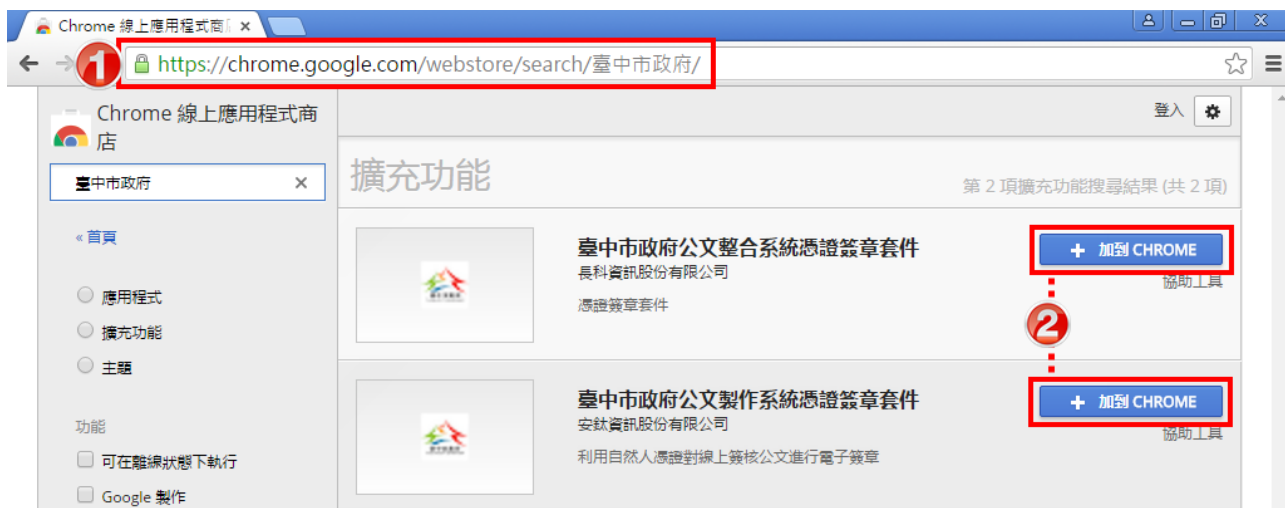 Chrome 線上應用程式商店
1
https://chrome.google.com/webstore/search/臺中市政府/
Chrome 線上應用程式商
店
登入
臺中市政府
擴充功能
第 2 項擴充功能搜尋結果 (共 2 項)
«首頁
應用程式
擴充功能
主題
功能
可在離線狀態下執行
Google 製作
臺中市政府公文整合系統憑證簽章套件
長科資訊股份有限公司
憑證簽章套件
+ 加到 CHROME
協助工具
2
臺中市政府公文製作系統憑證簽章套件
安鈦資訊股份有限公司
利用自然人憑證對線上簽核公文進行電子簽章
+ 加到 CHROME
協助工具